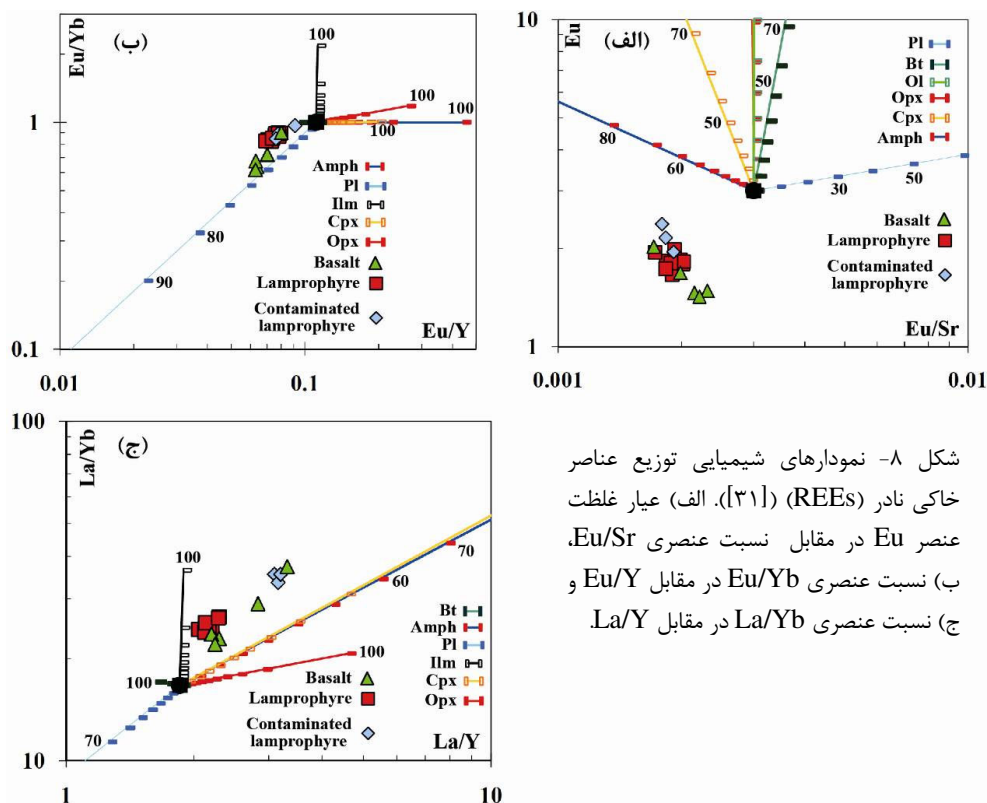 (الف)
Eu
10
1
70
70
50
50
80
60
30
50
Pl
Bt
Ol
Opx
Cpx
Amph
Basalt
Lamprophyre
Contaminated
lamprophyre
Eu/Sr
0.001
0.01
(ب)
Eu/Yb
1
0.1
100
100
100
100
80
90
Amph
Pl
Ilm
Cpx
Opx
Basalt
Lamprophyre
Contaminated
lamprophyre
Eu/Y
0.01
0.1
1
(ج)
La/Yb
100
10
100
100
100
70
60
70
Bt
Amph
Pl
Ilm
Cpx
Opx
Basalt
Lamprophyre
Contaminated
lamprophyre
La/Y
1
10
شکل ۸- نمودارهای شیمیایی توزیع عناصر
خاکی نادر (REEs) ([۳۱]). الف) عیار غلظت
عنصر Eu در مقابل نسبت عنصری Eu/Sr،
ب) نسبت عنصری Eu/Yb در مقابل Eu/Y و
ج) نسبت عنصری La/Yb در مقابل La/Y.